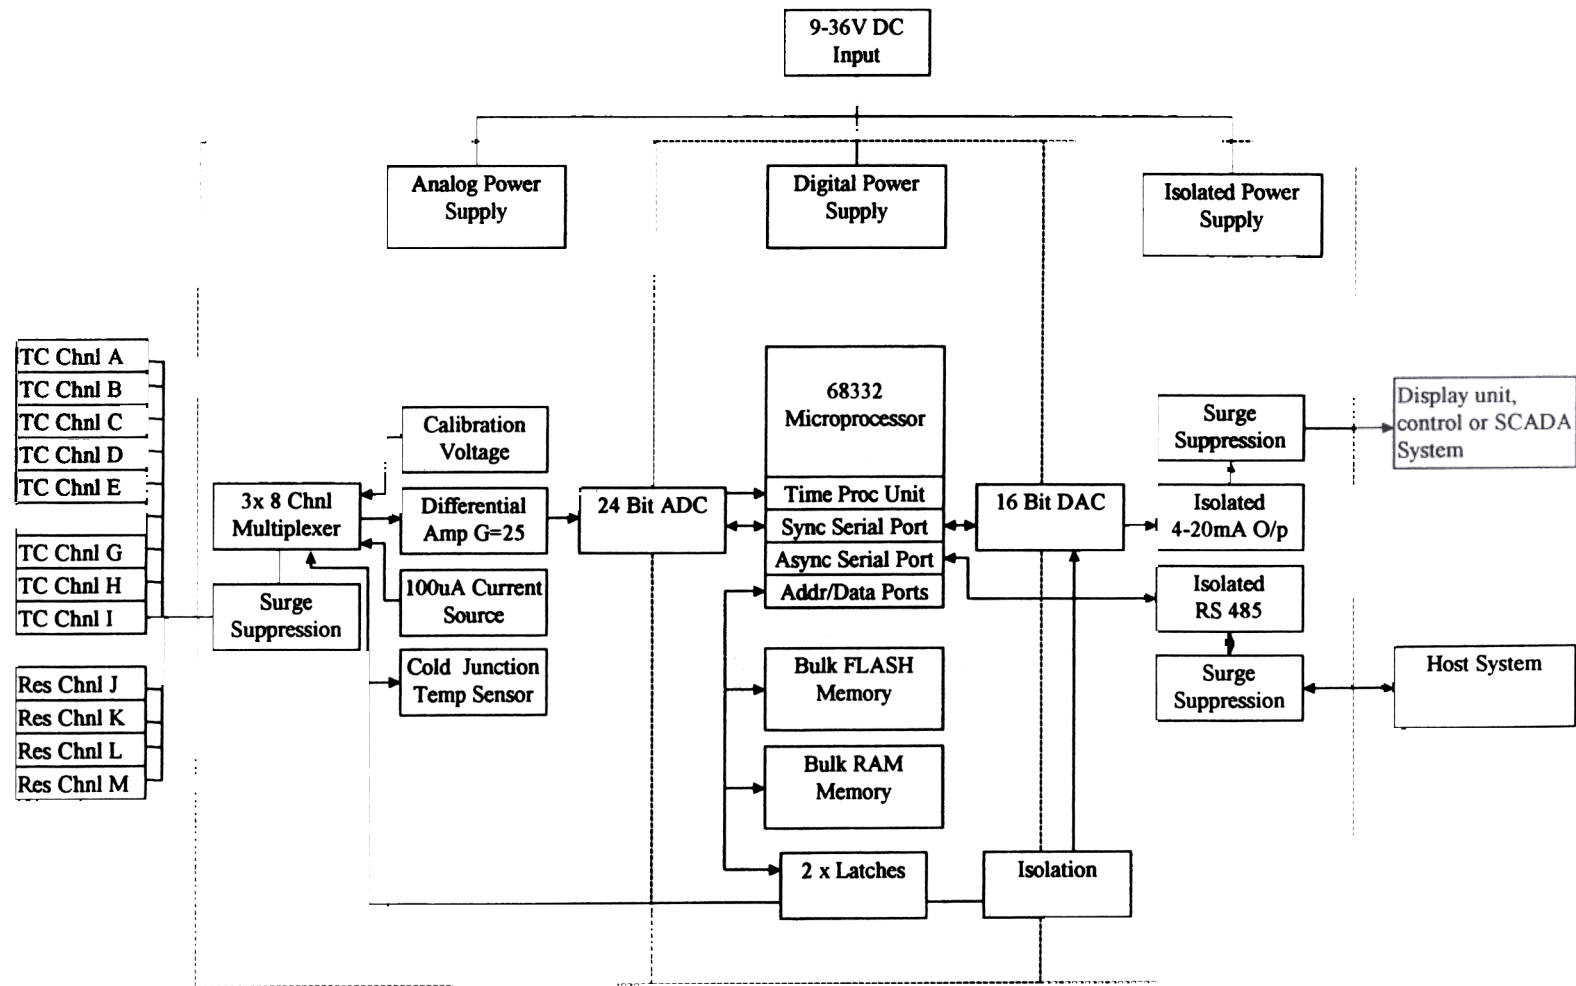 9-36V DC
Input
Analog Power
Supply
Digital Power
Supply
Isolated Power
Supply
TC Chnl A
TC Chnl B
TC Chnl C
TC Chnl D
TC Chnl E
TC Chnl G
TC Chnl H
TC Chnl I
Res Chnl J
Res Chnl K
Res Chnl L
Res Chnl M
3x 8 Chnl
Multiplexer
Surge
Suppression
Calibration
Voltage
Differential
Amp G=25
100uA Current
Source
Cold Junction
Temp Sensor
24 Bit ADC
68332
Microprocessor
Time Proc Unit
Sync Serial Port
Async Serial Port
Addr/Data Ports
Bulk FLASH
Memory
Bulk RAM
Memory
2 x Latches
Isolation
16 Bit DAC
Surge
Suppression
Isolated
4-20mA O/p
Isolated
RS 485
Surge
Suppression
Display unit,
control or SCADA
System
Host System